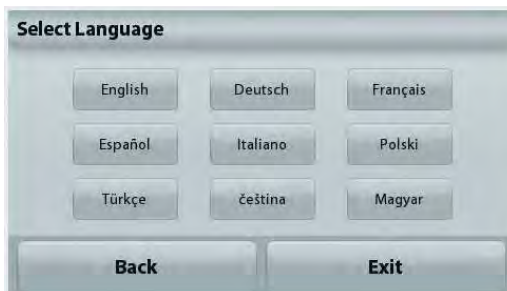 Select Language
English Deutsch Français
Español Italiano Polski
Türkçe čeština Magyar
Back Exit